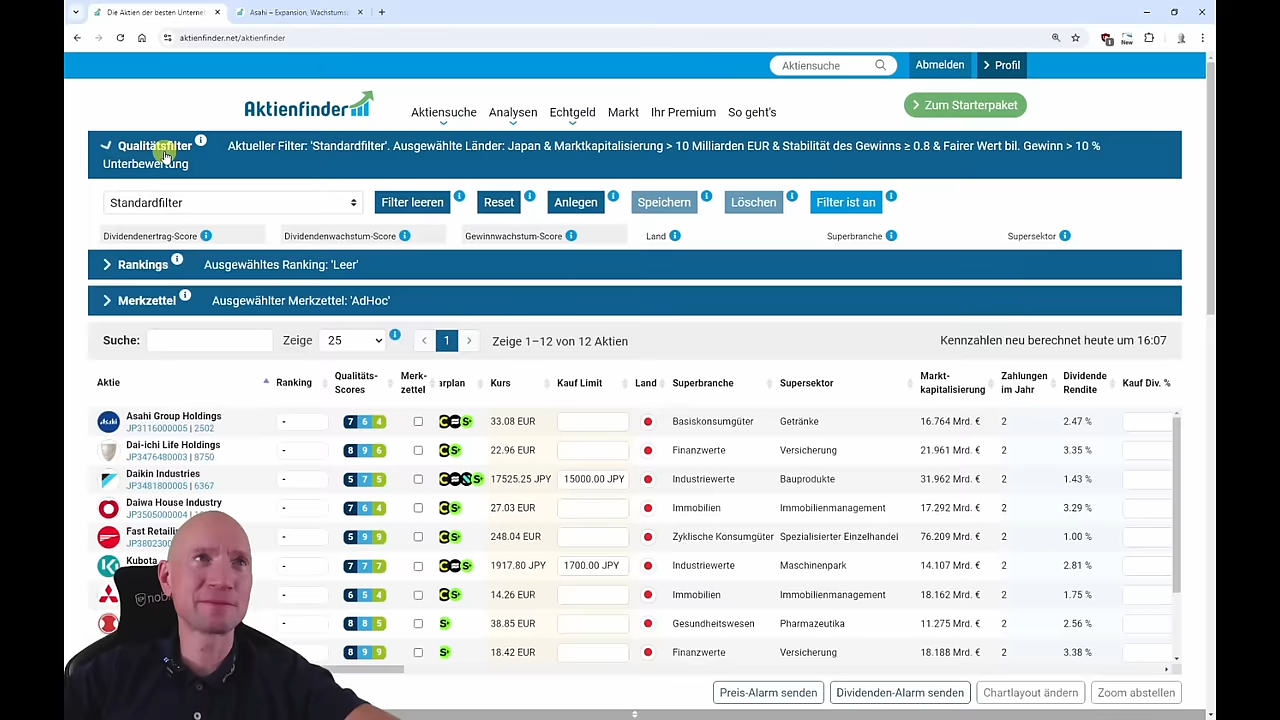 Die Aktien der besten Unterne
Asahi – Expansion, Wachstums
aktienfinder.net/aktienfinder
New
Aktiensuche
Abmelden
Profil
Aktienfinder
Aktiensuche
Analysen
Echtgeld
Markt
Ihr Premium
So geht's
Zum Starterpaket
Qualitätsfilter
Aktueller Filter: 'Standardfilter'. Ausgewählte Länder: Japan & Marktkapitalisierung > 10 Milliarden EUR & Stabilität des Gewinns ≥ 0.8 & Fairer Wert bil. Gewinn > 10 %
Unterbewertung
Standardfilter
Filter leeren
Reset
Anlegen
Speichern
Löschen
Filter ist an
Dividendenertrag-Score
Dividendenwachstum-Score
Gewinnwachstum-Score
Land
Superbranche
Supersektor
Rankings
Ausgewähltes Ranking: 'Leer'
Merkzettel
Ausgewählter Merkzettel: 'AdHoc'
Suche:
Zeige
25
1
Zeige 1–12 von 12 Aktien
Kennzahlen neu berechnet heute um 16:07
Aktie
Ranking
Qualitäts-
Scores
Merk-
zettel
arplan
Kurs
Kauf Limit
Land
Superbranche
Supersektor
Markt-
kapitalisierung
Zahlungen
im Jahr
Dividende
Rendite
Kauf Div. %
Asahi Group Holdings
JP3116000005 | 2502
- 7 6 4 33.08 EUR Basiskonsumgüter Getränke 16.764 Mrd. € 2 2.47 %
Dai-ichi Life Holdings
JP3476480003 | 8750
- 8 9 6 22.96 EUR Finanzwerte Versicherung 21.961 Mrd. € 2 3.35 %
Daikin Industries
JP3481800005 | 6367
- 5 7 5 17525.25 JPY 15000.00 JPY Industriewerte Bauprodukte 31.962 Mrd. € 2 1.43 %
Daiwa House Industry
JP3505000004 | 1
- 7 6 4 27.03 EUR Immobilien Immobilienmanagement 17.292 Mrd. € 2 3.29 %
Fast Retaili
JP380230
- 5 9 9 248.04 EUR Zyklische Konsumgüter Spezialisierter Einzelhandel 76.209 Mrd. € 2 1.00 %
Kubota
- 7 7 7 1917.80 JPY 1700.00 JPY Industriewerte Maschinenpark 14.107 Mrd. € 2 2.81 %
- 6 5 4 14.26 EUR Immobilien Immobilienmanagement 18.162 Mrd. € 2 1.75 %
- 8 8 5 38.85 EUR Gesundheitswesen Pharmazeutika 11.275 Mrd. € 2 2.56 %
- 8 9 9 18.42 EUR Finanzwerte Versicherung 18.188 Mrd. € 2 3.38 %
nobl
Preis-Alarm senden
Dividenden-Alarm senden
Chartlayout ändern
Zoom abstellen